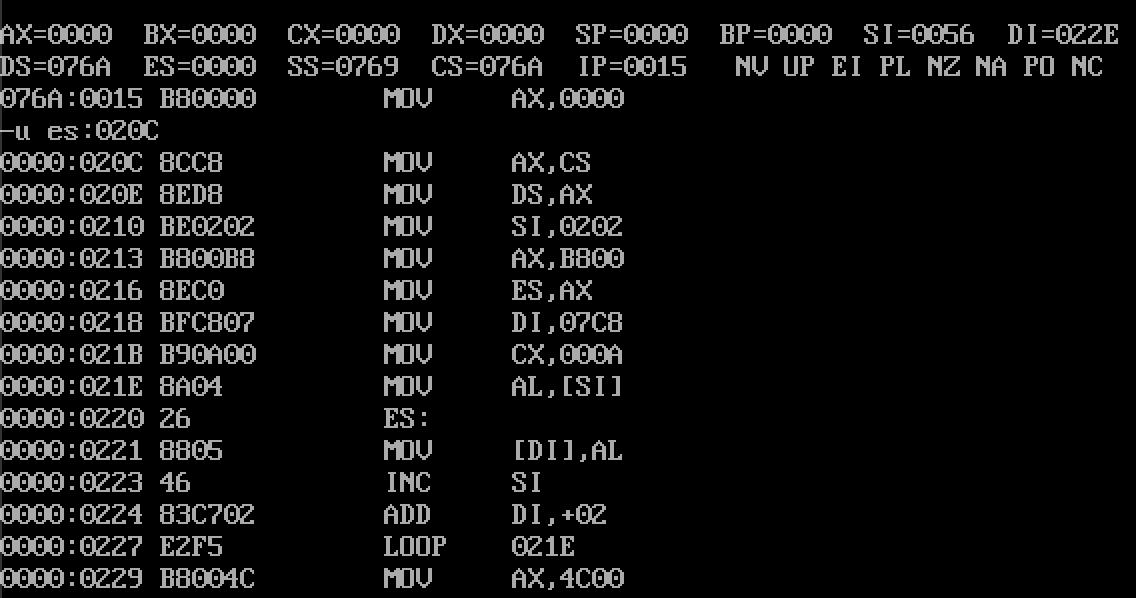 AX=0000  BX=0000  CX=0000  DX=0000  SP=0000  BP=0000  SI=0056  DI=022E
DS=076A  ES=0000  SS=0769  CS=076A  IP=0015   NV UP EI PL NZ NA PO NC
076A:0015 B80000        MOV     AX,0000
-u es:020C
0000:020C 8CC8          MOV     AX,CS
0000:020E 8ED8          MOV     DS,AX
0000:0210 BE0202        MOV     SI,0202
0000:0213 B800B8        MOV     AX,B800
0000:0216 8EC0          MOV     ES,AX
0000:0218 BFC807        MOV     DI,07C8
0000:021B B90A00        MOV     CX,000A
0000:021E 8A04          MOV     AL,[SI]
0000:0220 26            ES:
0000:0221 8805          MOV     [DI],AL
0000:0223 46            INC     SI
0000:0224 83C702        ADD     DI,+02
0000:0227 E2F5          LOOP    021E
0000:0229 B8004C        MOV     AX,4C00